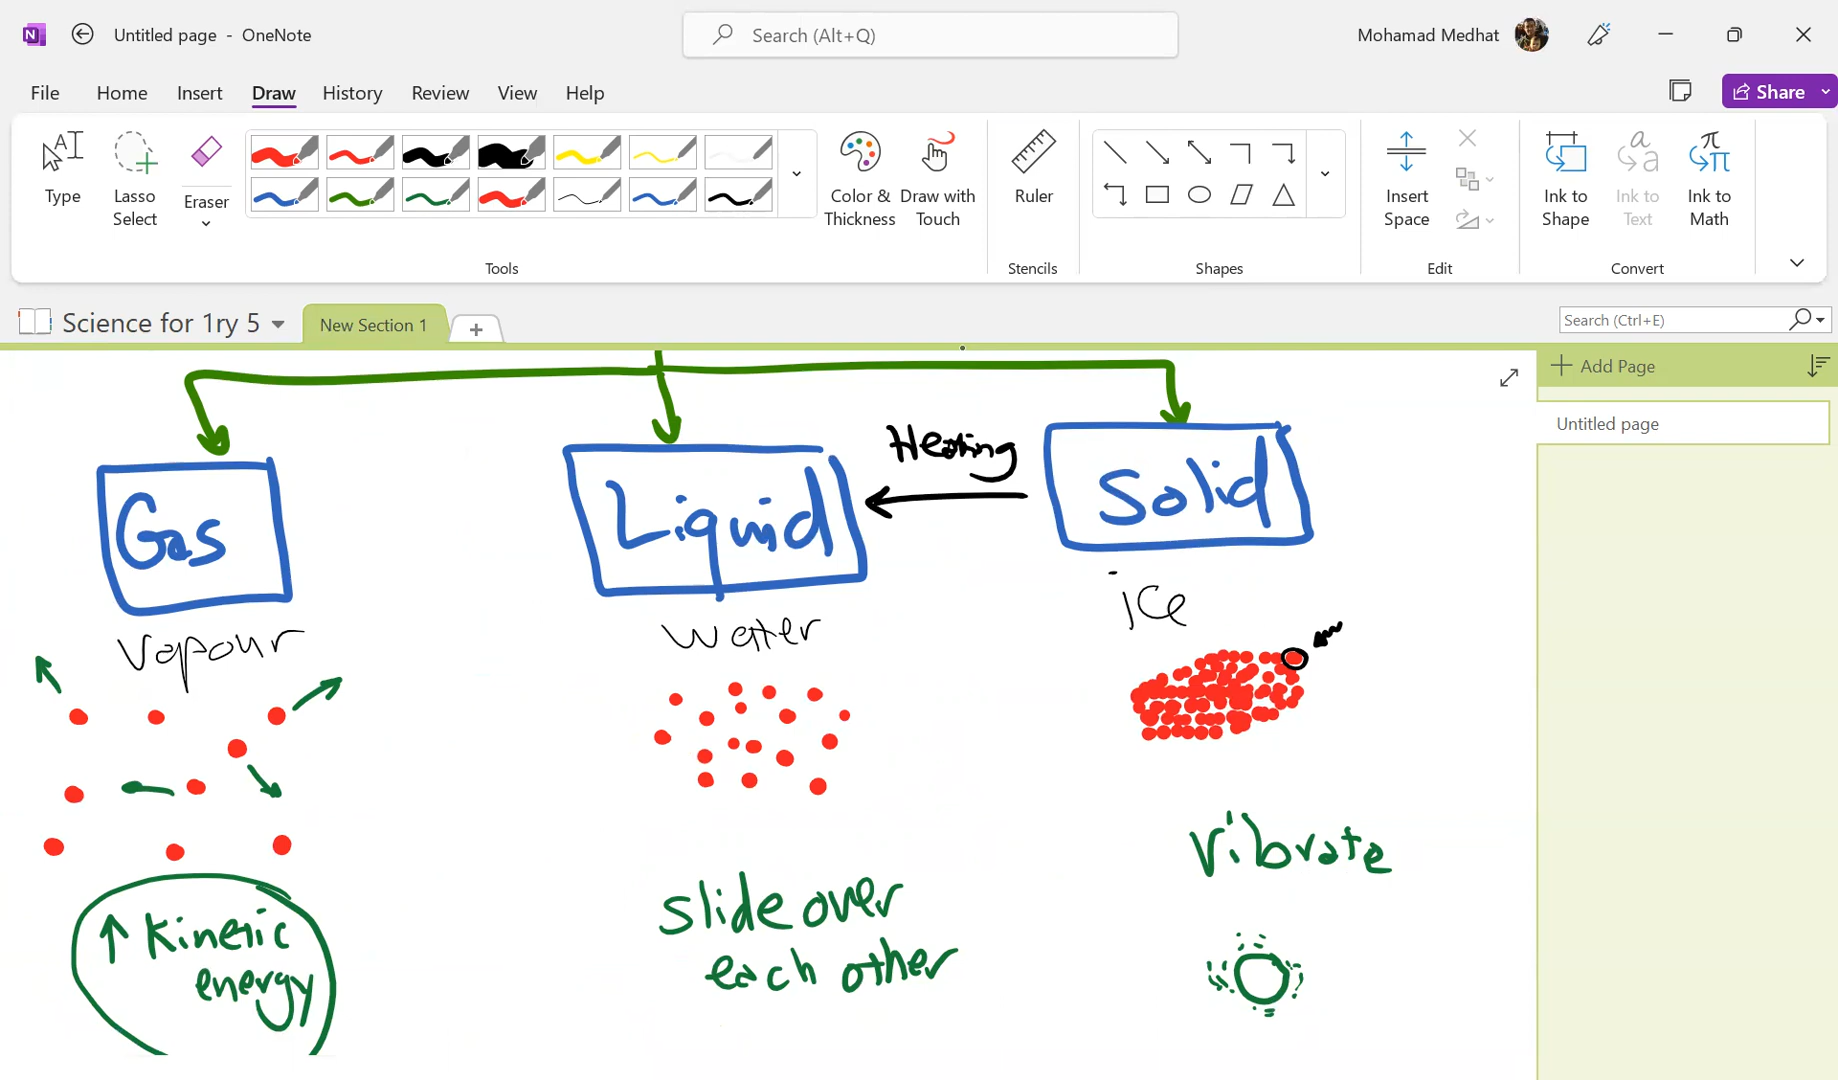 Untitled page - OneNote
Search (Alt+Q)
Mohamad Medhat
File Home Insert Draw History Review View Help
Share
Type
Lasso Select
Eraser
Color & Thickness
Draw with Touch
Ruler
Insert Space
Ink to Shape
Ink to Text
Ink to Math
Tools
Stencils
Shapes
Edit
Convert
Science for 1ry 5
New Section 1
Search (Ctrl+E)
Add Page
Untitled page
Heating
Gas
Liquid
Solid
Vapour
Water
ice
vibrate
slide over
each other
↑ Kinetic
energy